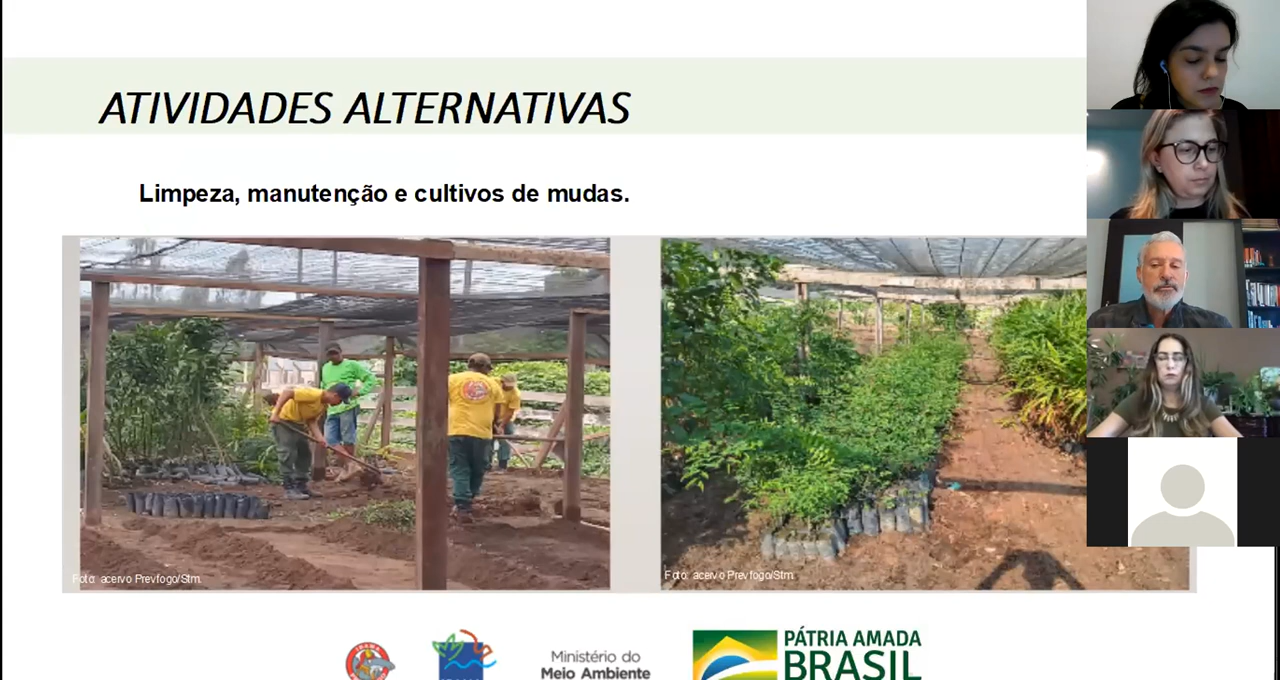 ATIVIDADES ALTERNATIVAS
Limpeza, manutenção e cultivos de mudas.
Foto: acervo Prevfogo/Stm.
Foto: acervo Prevfogo/Stm.
Ministério do
Meio Ambiente
PÁTRIA AMADA
BRASIL